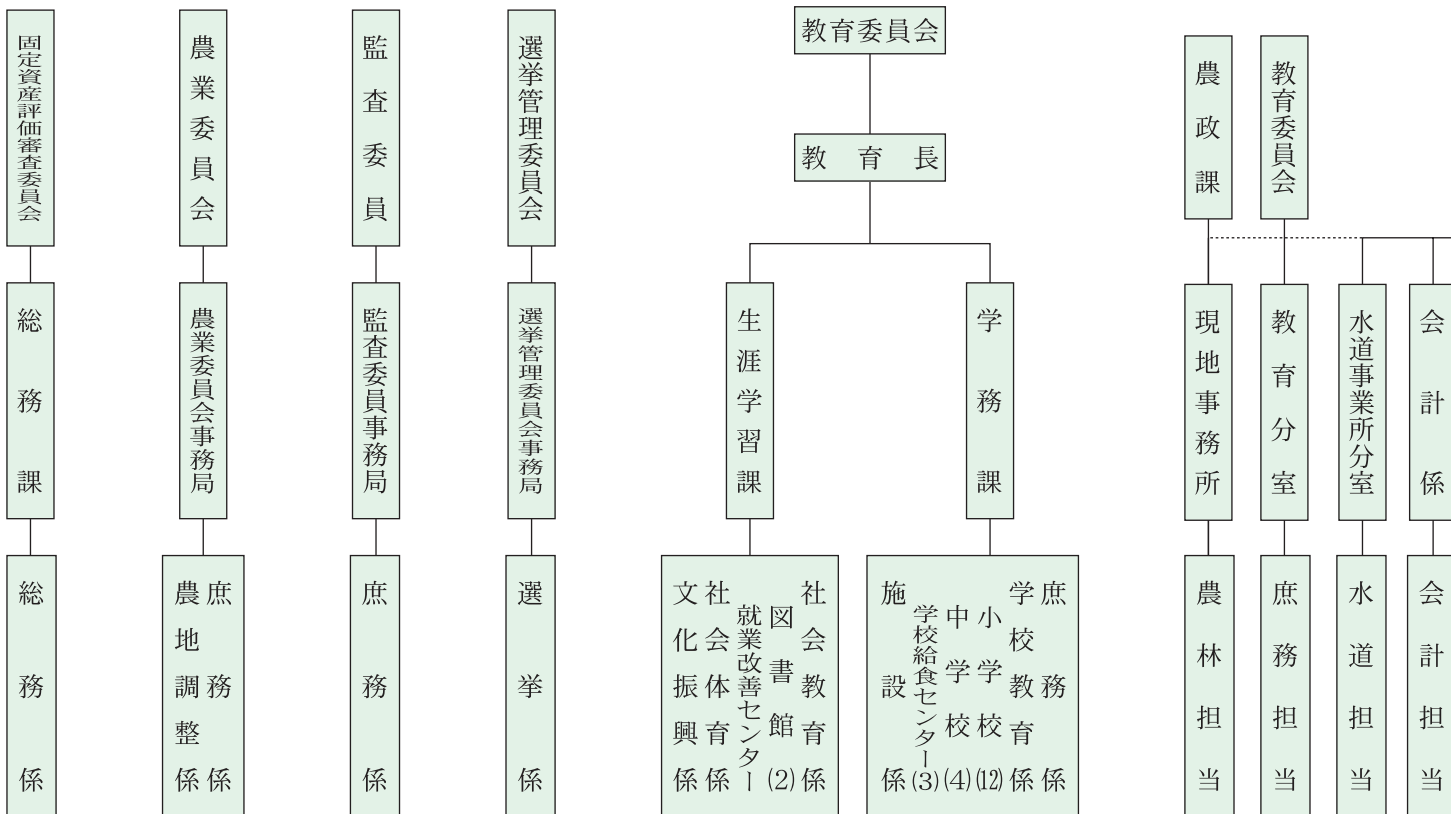 会計係
会計担当
水道事業所分室
水道担当
教育委員会
教育分室
庶務担当
農政課
現地事務所
農林担当
教育委員会
教育長
学務課
庶務係
学校教育係
小学校(12)
中学校(4)
学校給食センター(3)
施設係
生涯学習課
社会教育係
図書館(2)
就業改善センター
社会体育係
文化振興係
選挙管理委員会
選挙管理委員会事務局
選挙係
監査委員
監査委員事務局
庶務係
農業委員会
農業委員会事務局
庶務係
農地調整係
固定資産評価審査委員会
総務課
総務係